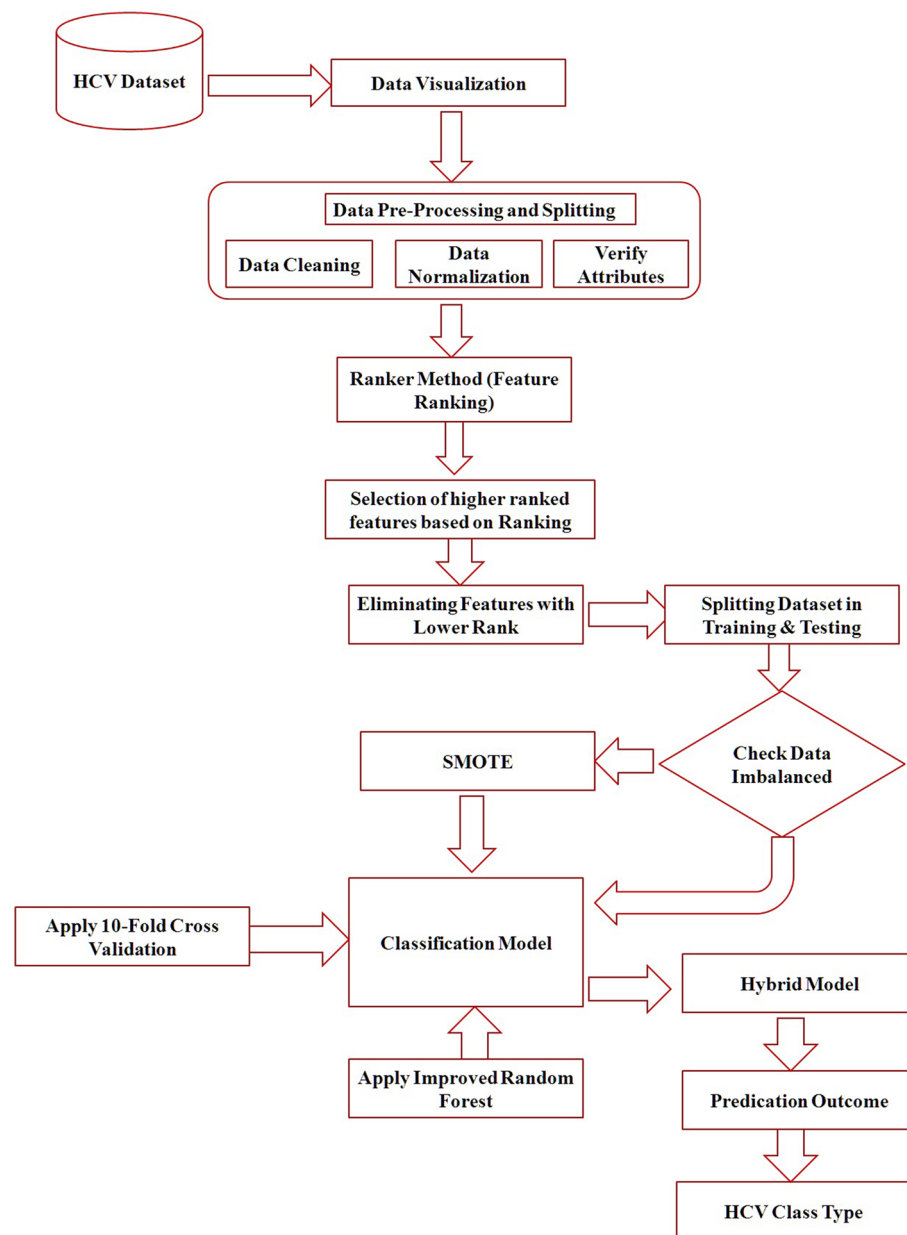 HCV Dataset
Data Visualization
Data Pre-Processing and Splitting
Data Cleaning
Data
Normalization
Verify
Attributes
Ranker Method (Feature
Ranking)
Selection of higher ranked
features based on Ranking
Eliminating Features with
Lower Rank
Splitting Dataset in
Training & Testing
Check Data
Imbalanced
SMOTE
Apply 10-Fold Cross
Validation
Classification Model
Hybrid Model
Apply Improved Random
Forest
Predication Outcome
HCV Class Type